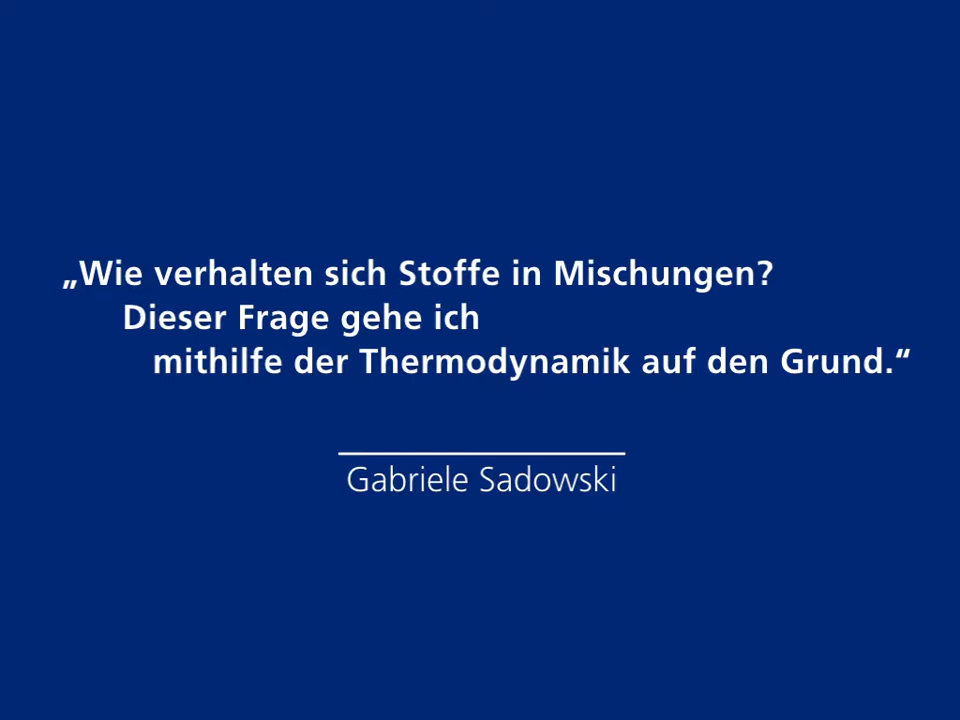 „Wie verhalten sich Stoffe in Mischungen?
Dieser Frage gehe ich
mithilfe der Thermodynamik auf den Grund.“
Gabriele Sadowski